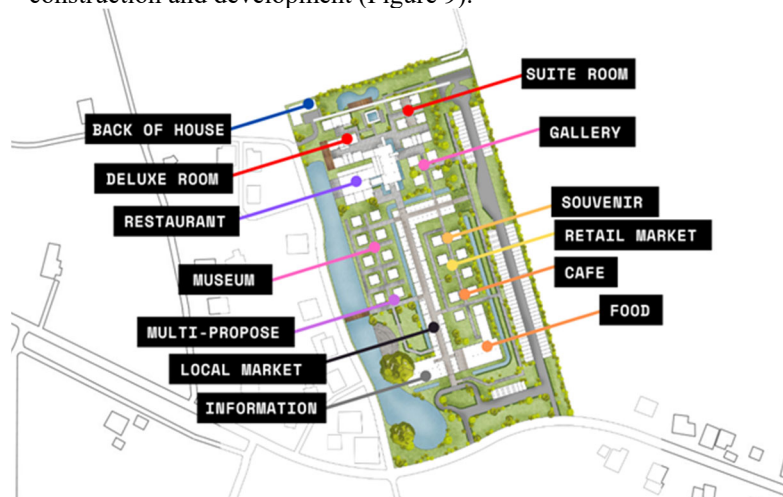 construction and development (Figure 9).
SUITE ROOM
BACK OF HOUSE
GALLERY
DELUXE ROOM
RESTAURANT
SOUVENIR
RETAIL MARKET
MUSEUM
CAFE
FOOD
MULTI-PROPOSE
LOCAL MARKET
INFORMATION